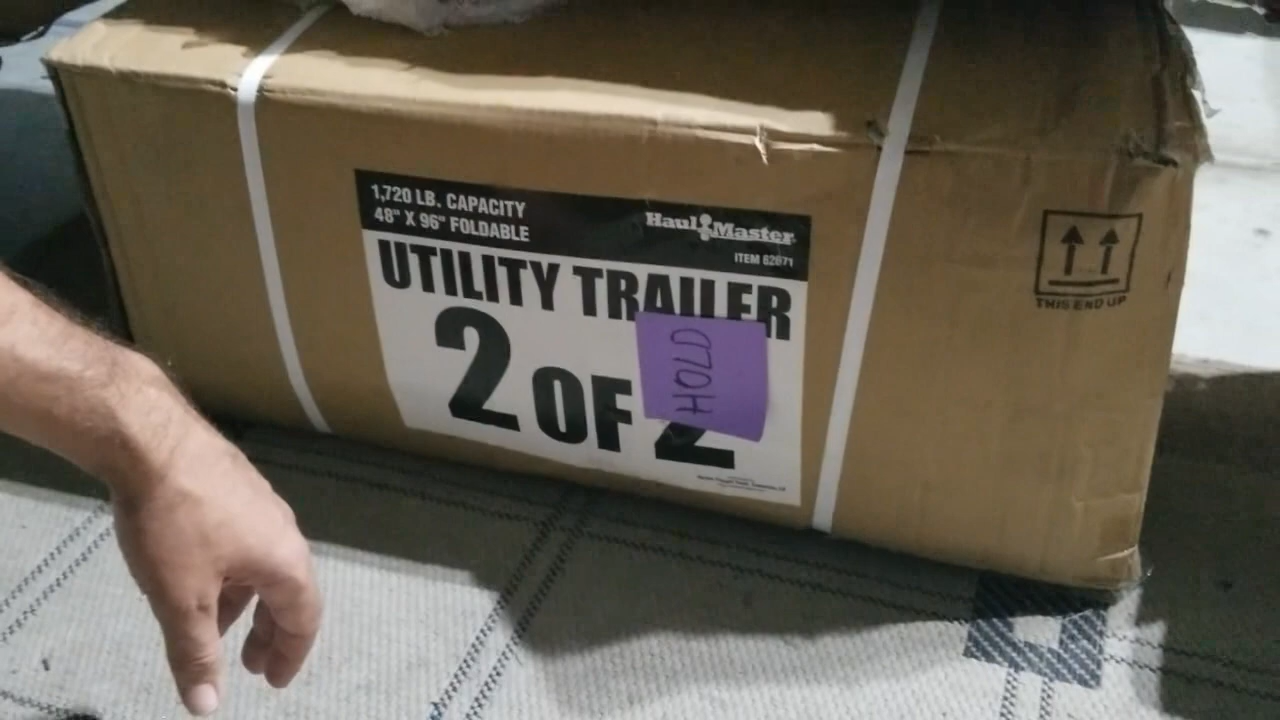 1,720 LB. CAPACITY
48" X 96" FOLDABLE
Haul Master
ITEM 62671
UTILITY TRAILER
2 OF 2
HOLD
THIS END UP